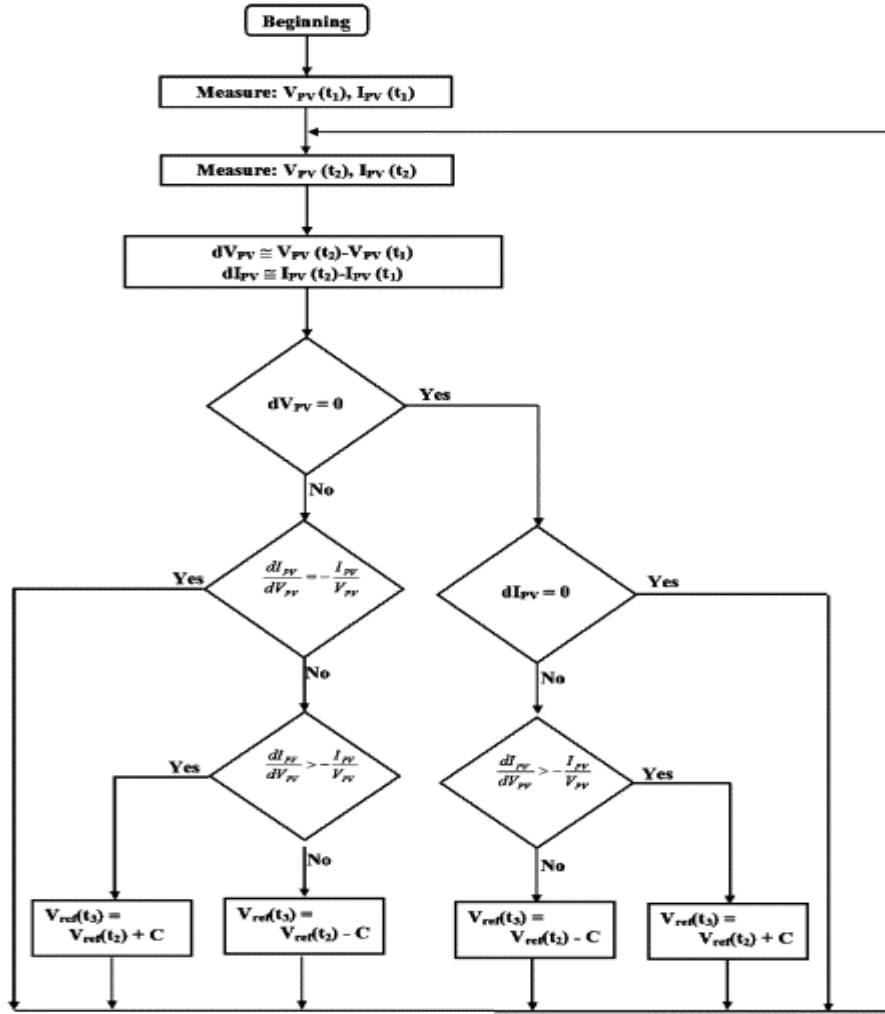 Beginning
Measure: V_PV (t₁), I_PV (t₁)
Measure: V_PV (t₂), I_PV (t₂)
dV_PV ≅ V_PV (t₂)-V_PV (t₁)
dI_PV ≅ I_PV (t₂)-I_PV (t₁)
dV_PV = 0
Yes
No
dI_PV/dV_PV = - I_PV/V_PV
Yes
No
dI_PV = 0
Yes
No
dI_PV/dV_PV > - I_PV/V_PV
Yes
No
dI_PV/dV_PV > - I_PV/V_PV
Yes
No
V_ref(t₃) =
V_ref(t₂) + C
V_ref(t₃) =
V_ref(t₂) - C
V_ref(t₃) =
V_ref(t₂) - C
V_ref(t₃) =
V_ref(t₂) + C